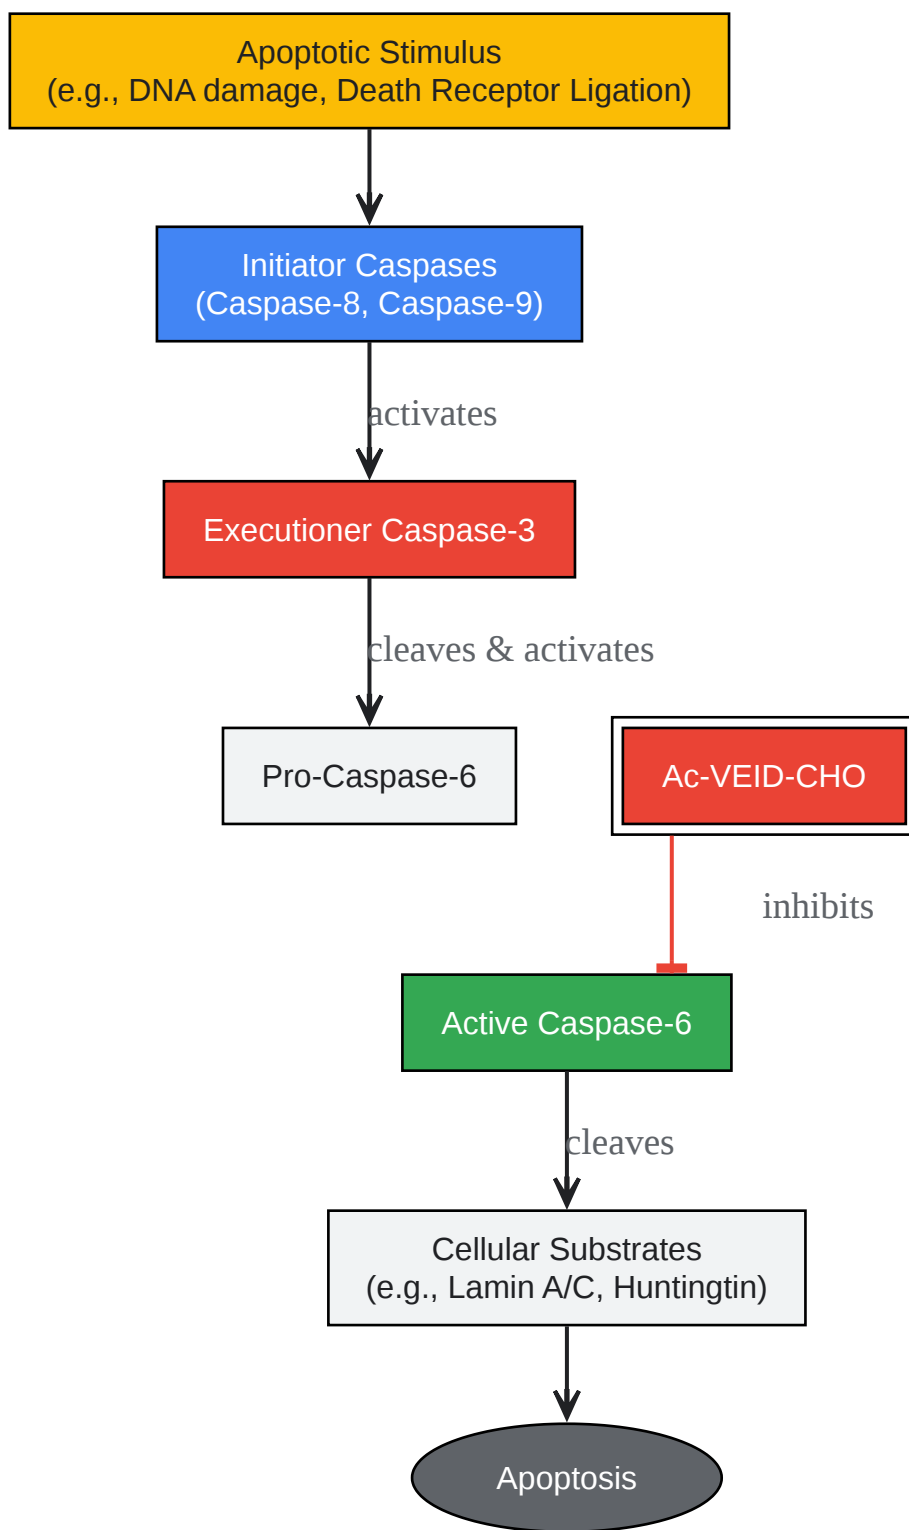 Apoptotic Stimulus
(e.g., DNA damage, Death Receptor Ligation)
Initiator Caspases
(Caspase-8, Caspase-9)
activates
Executioner Caspase-3
cleaves & activates
Pro-Caspase-6
Ac-VEID-CHO
inhibits
Active Caspase-6
cleaves
Cellular Substrates
(e.g., Lamin A/C, Huntingtin)
Apoptosis